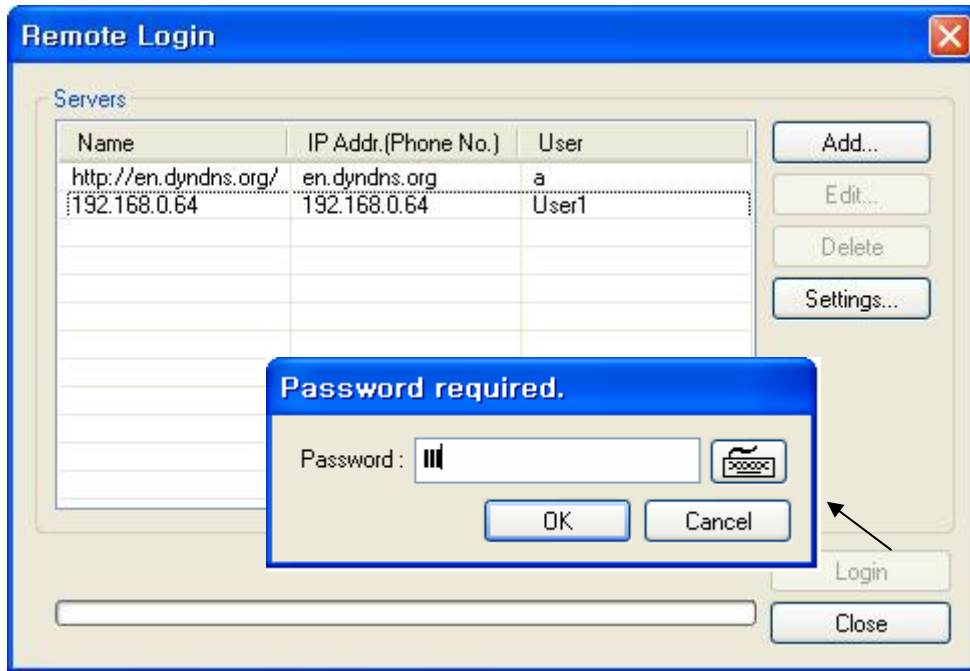 Remote Login
Servers
Name IP Addr.(Phone No.) User
http://en.dyndns.org/ en.dyndns.org a
192.168.0.64 192.168.0.64 User1
Add...
Edit...
Delete
Settings...
Password required.
Password :
OK Cancel
Login
Close